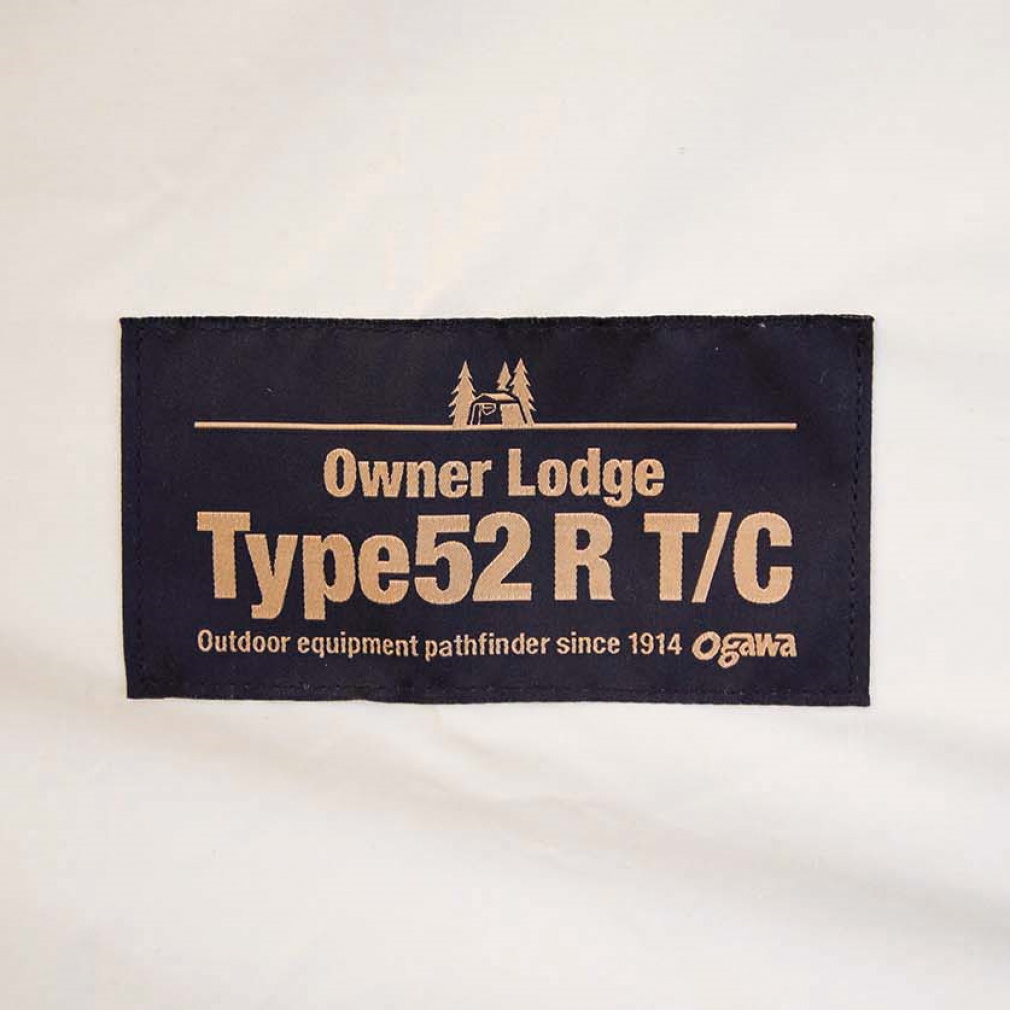 Owner Lodge
Type52 R T/C
Outdoor equipment pathfinder since 1914 Ogawa